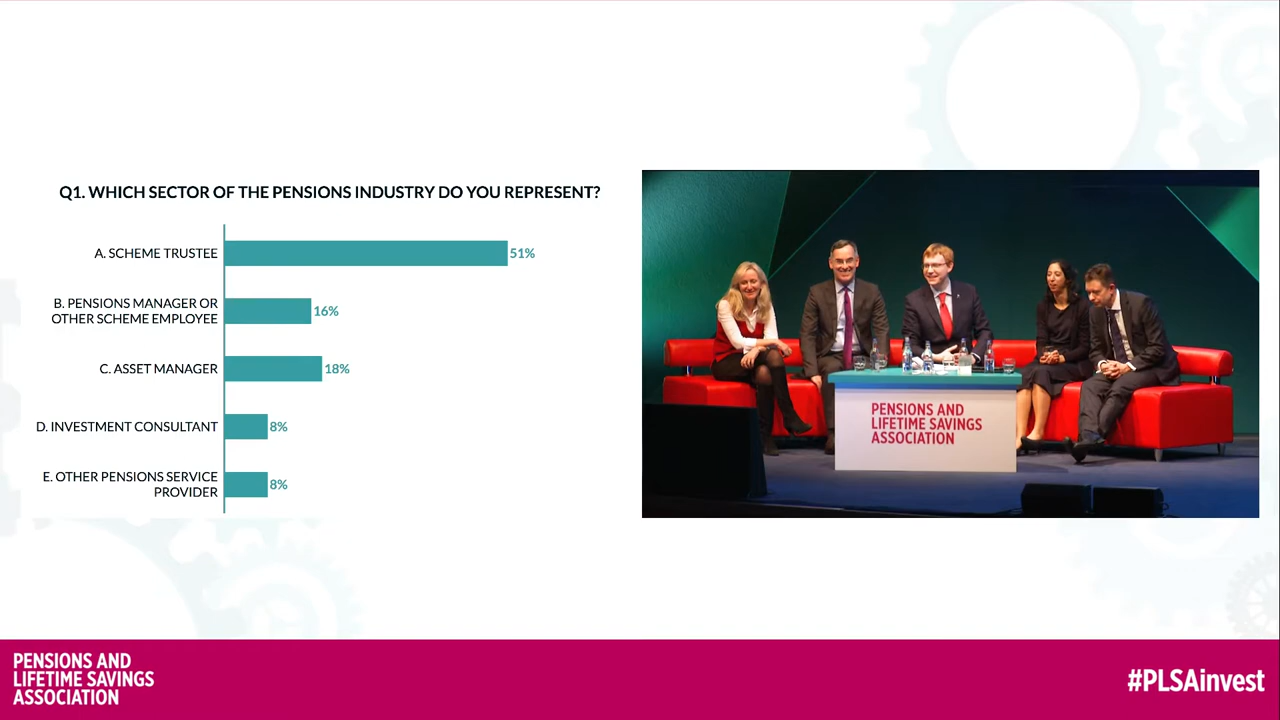 Q1. WHICH SECTOR OF THE PENSIONS INDUSTRY DO YOU REPRESENT?
A. SCHEME TRUSTEE
51%
B. PENSIONS MANAGER OR
OTHER SCHEME EMPLOYEE
16%
C. ASSET MANAGER
18%
D. INVESTMENT CONSULTANT
8%
E. OTHER PENSIONS SERVICE
PROVIDER
8%
PENSIONS AND
LIFETIME SAVINGS
ASSOCIATION
PENSIONS AND
LIFETIME SAVINGS
ASSOCIATION
#PLSAinvest